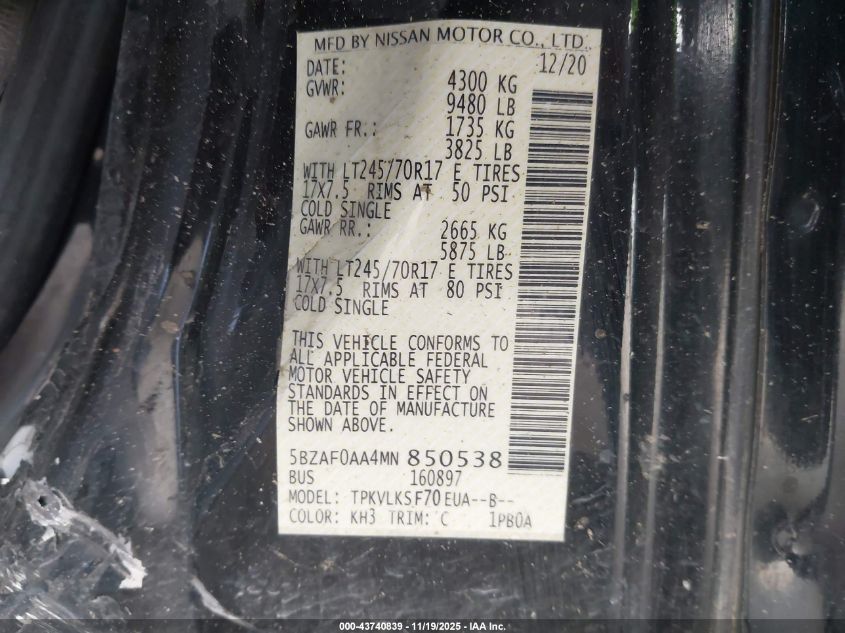 MFD BY NISSAN MOTOR CO., LTD.
DATE: 12/20
GVWR: 4300 KG
9480 LB
GAWR FR.: 1735 KG
3825 LB
WITH LT245/70R17 E TIRES
17X7.5 RIMS AT 50 PSI
COLD SINGLE
GAWR RR.: 2665 KG
5875 LB
WITH LT245/70R17 E TIRES
17X7.5 RIMS AT 80 PSI
COLD SINGLE
THIS VEHICLE CONFORMS TO
ALL APPLICABLE FEDERAL
MOTOR VEHICLE SAFETY
STANDARDS IN EFFECT ON
THE DATE OF MANUFACTURE
SHOWN ABOVE.
5BZAF0AA4MN 850538
BUS 160897
MODEL: TPKVLKSF70EUA--B--
COLOR: KH3 TRIM: C 1PB0A
000-43740839 - 11/19/2025 - IAA Inc.